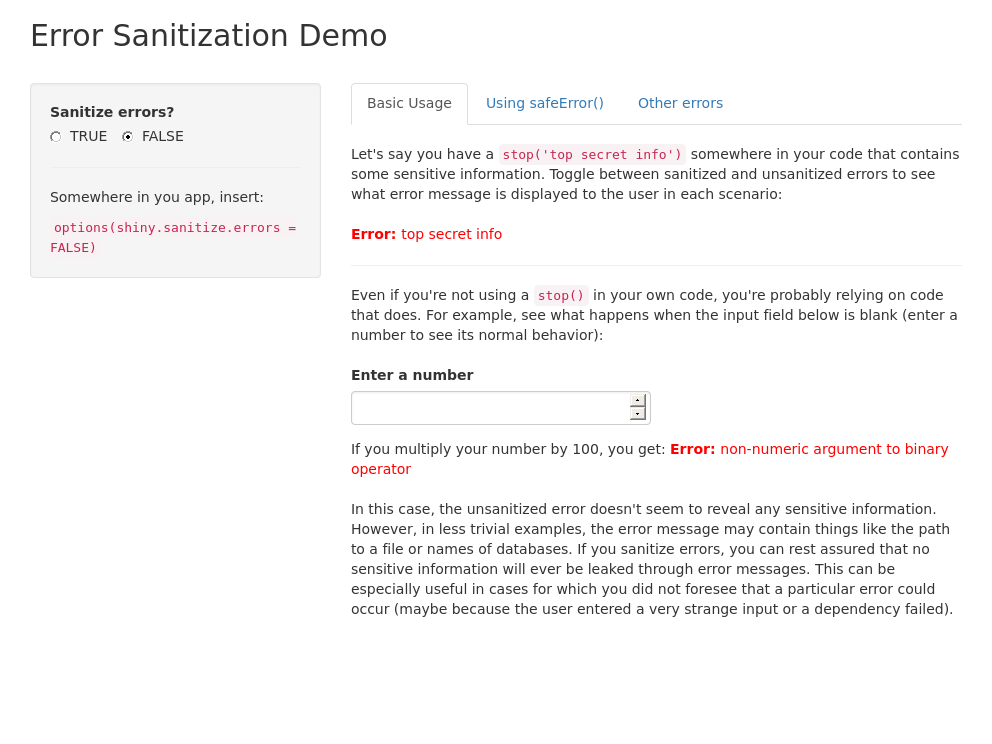 Error Sanitization Demo
Sanitize errors?
TRUE FALSE
Somewhere in you app, insert:
options(shiny.sanitize.errors =
FALSE)
Basic Usage Using safeError() Other errors
Let's say you have a stop('top secret info') somewhere in your code that contains
some sensitive information. Toggle between sanitized and unsanitized errors to see
what error message is displayed to the user in each scenario:
Error: top secret info
Even if you're not using a stop() in your own code, you're probably relying on code
that does. For example, see what happens when the input field below is blank (enter a
number to see its normal behavior):
Enter a number
If you multiply your number by 100, you get: Error: non-numeric argument to binary
operator
In this case, the unsanitized error doesn't seem to reveal any sensitive information.
However, in less trivial examples, the error message may contain things like the path
to a file or names of databases. If you sanitize errors, you can rest assured that no
sensitive information will ever be leaked through error messages. This can be
especially useful in cases for which you did not foresee that a particular error could
occur (maybe because the user entered a very strange input or a dependency failed).